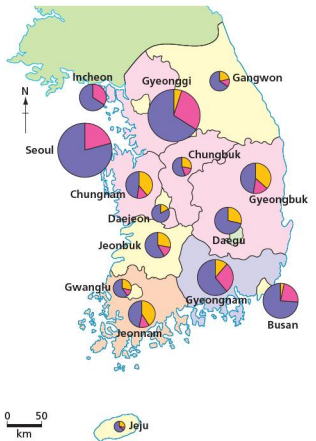 Incheon
Gyeonggi
Gangwon
N
Seoul
Chungbuk
Chungnam
Gyeongbuk
Daejeon
Daegu
Jeonbuk
Gwanglu
Gyeongnam
Busan
Jeonnam
0 50
km
Jeju